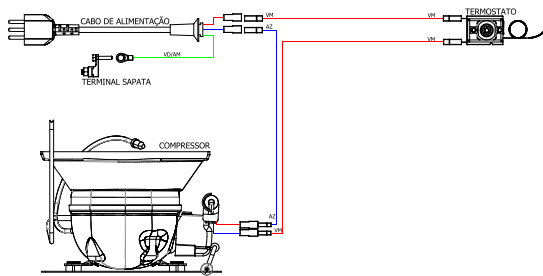 CABO DE ALIMENTAÇÃO
VM
AZ
VM
TERMOSTATO
VM
VD/AM
TERMINAL SAPATA
COMPRESSOR
AZ
VM